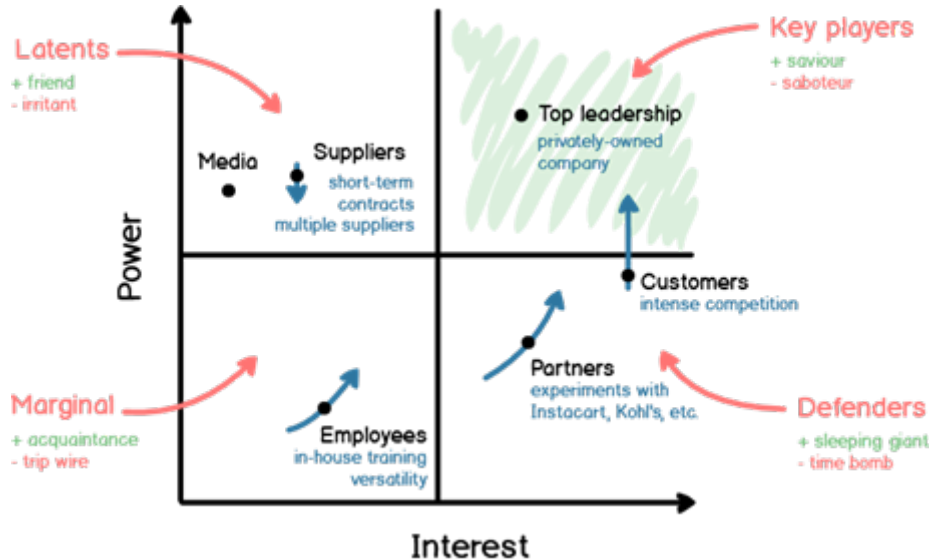 Latents
+ friend
- irritant
Key players
+ saviour
- saboteur
Top leadership
privately-owned
company
Media
Suppliers
short-term
contracts
multiple suppliers
Power
Customers
intense competition
Partners
experiments with
Instacart, Kohl's, etc.
Marginal
+ acquaintance
- trip wire
Employees
in-house training
versatility
Defenders
+ sleeping giant
- time bomb
Interest